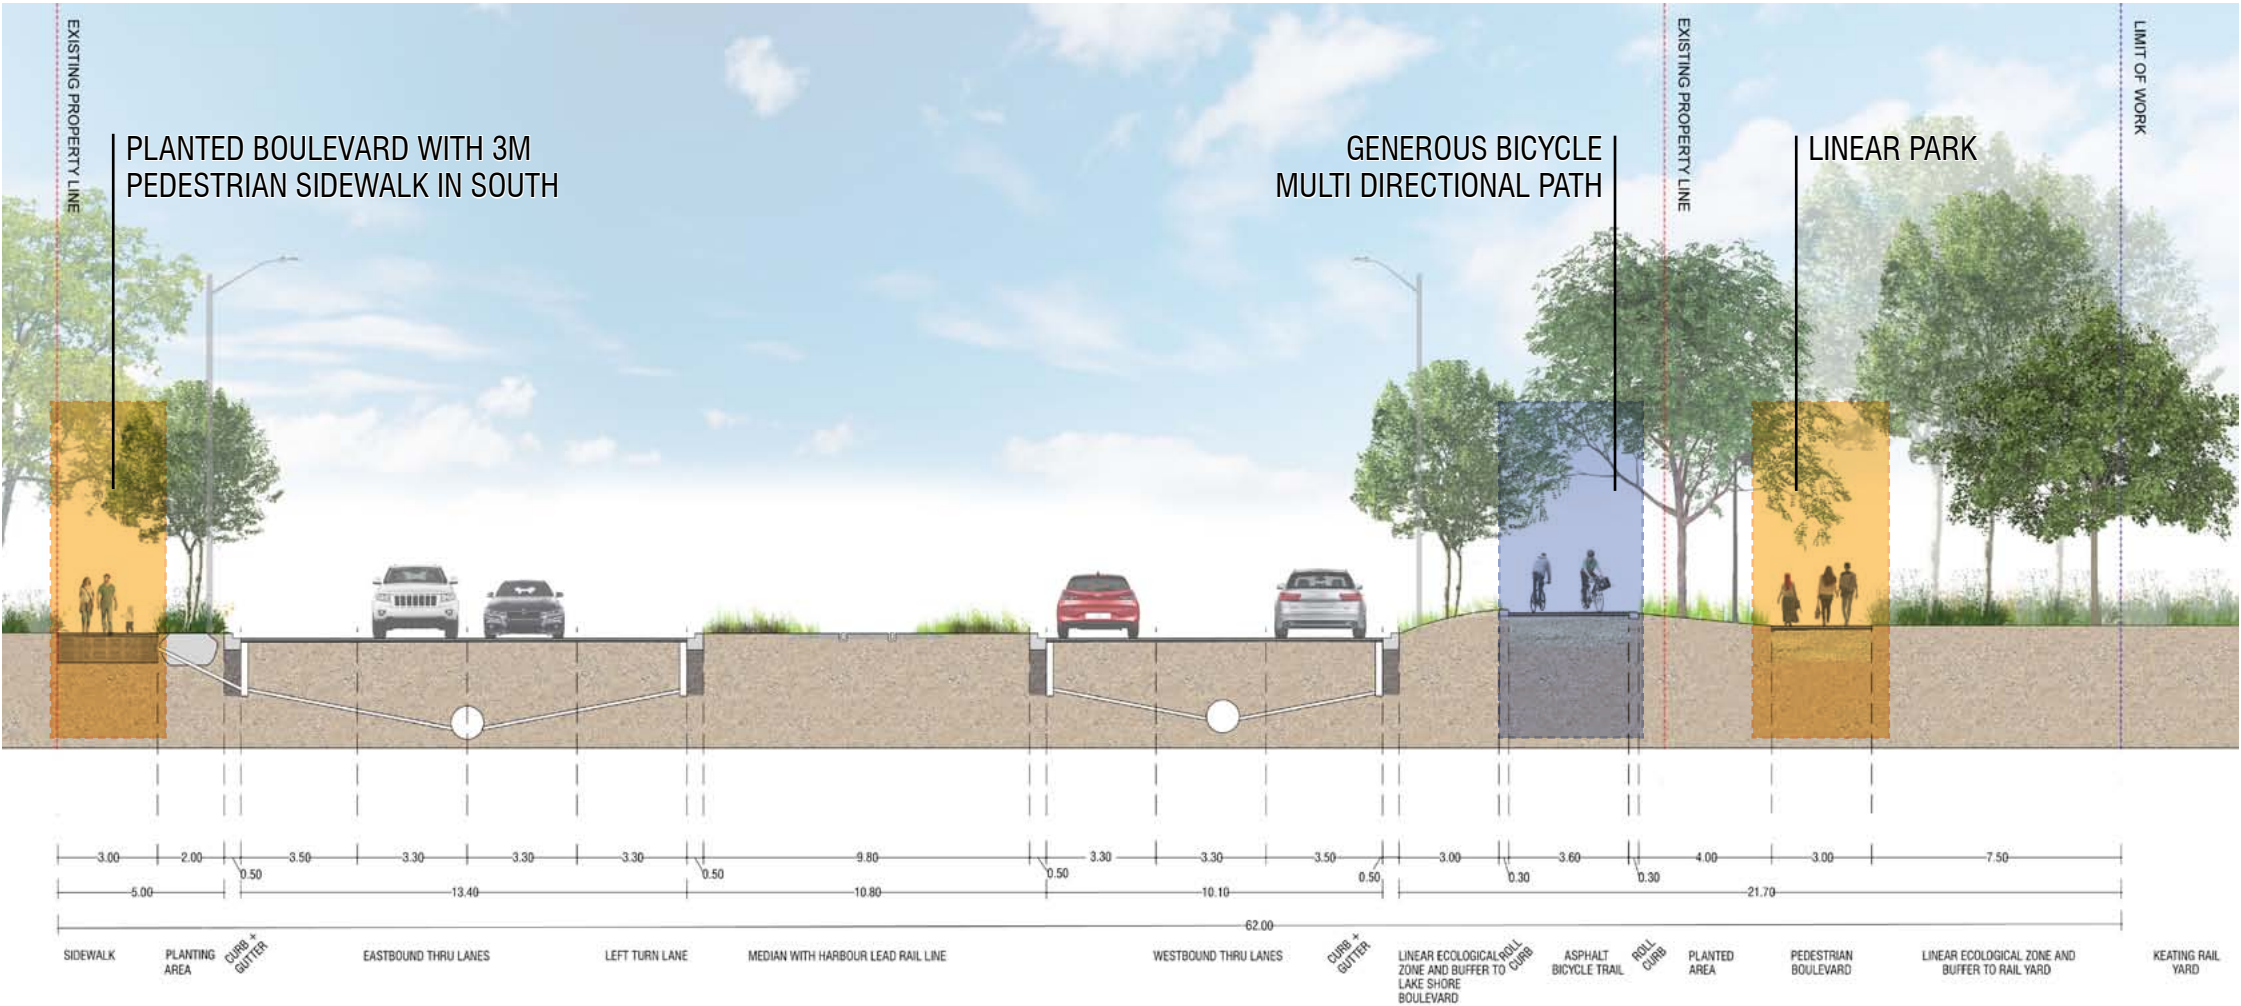 EXISTING PROPERTY LINE
PLANTED BOULEVARD WITH 3M
PEDESTRIAN SIDEWALK IN SOUTH
GENEROUS BICYCLE
MULTI DIRECTIONAL PATH
EXISTING PROPERTY LINE
LINEAR PARK
LIMIT OF WORK
3.00 2.00 3.50 3.30 3.30 3.30 9.80 3.30 3.30 3.50 3.00 3.60 4.00 3.00 7.50
0.50 0.50 0.50 0.50 0.30 0.30
5.00 13.40 10.80 10.10 21.70
62.00
SIDEWALK
PLANTING
AREA
CURB +
GUTTER
EASTBOUND THRU LANES
LEFT TURN LANE
MEDIAN WITH HARBOUR LEAD RAIL LINE
WESTBOUND THRU LANES
CURB +
GUTTER
LINEAR ECOLOGICAL
ZONE AND BUFFER TO
LAKE SHORE
BOULEVARD
ROLL
CURB
ASPHALT
BICYCLE TRAIL
ROLL
CURB
PLANTED
AREA
PEDESTRIAN
BOULEVARD
LINEAR ECOLOGICAL ZONE AND
BUFFER TO RAIL YARD
KEATING RAIL
YARD